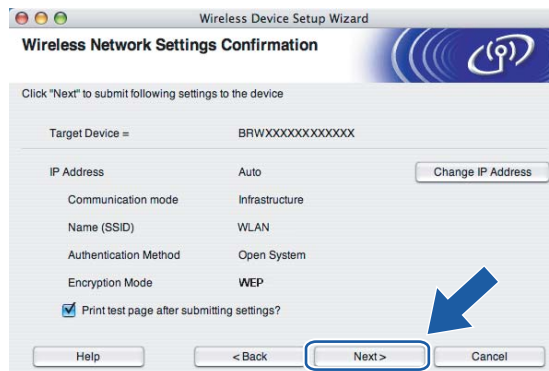 Wireless Device Setup Wizard
Wireless Network Settings Confirmation
Click "Next" to submit following settings to the device
Target Device = BRWXXXXXXXXXXXX
IP Address Auto Change IP Address
Communication mode Infrastructure
Name (SSID) WLAN
Authentication Method Open System
Encryption Mode WEP
Print test page after submitting settings?
Help < Back Next > Cancel